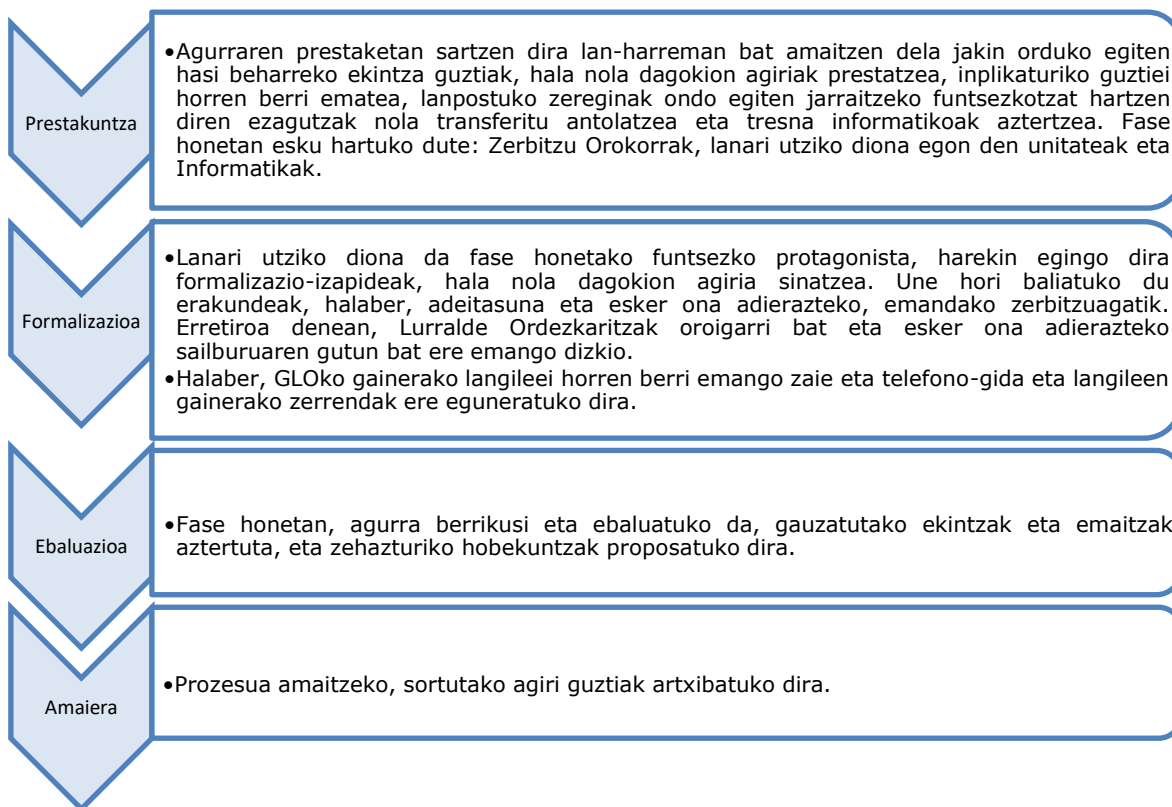 Prestakuntza
•Agurraren prestaketan sartzen dira lan-harreman bat amaitzen dela jakin orduko egiten
hasi beharreko ekintza guztiak, hala nola dagokion agiriak prestatzea, inplikaturiko guztiei
horren berri ematea, lanpostuko zereginak ondo egiten jarraitzeko funtsezkotzat hartzen
diren ezagutzak nola transferitu antolatzea eta tresna informatikoak aztertzea. Fase
honetan esku hartuko dute: Zerbitzu Orokorrak, lanari utziko diona egon den unitateak eta
Informatikak.
Formalizazioa
•Lanari utziko diona da fase honetako funtsezko protagonista, harekin egingo dira
formalizazio-izapideak, hala nola dagokion agiria sinatzea. Une hori baliatuko du
erakundeak, halaber, adeitasuna eta esker ona adierazteko, emandako zerbitzuagatik.
Erretiroa denean, Lurralde Ordezkaritzak oroigarri bat eta esker ona adierazteko
sailburuaren gutun bat ere emango dizkio.
•Halaber, GLOko gainerako langileei horren berri emango zaie eta telefono-gida eta langileen
gainerako zerrendak ere eguneratuko dira.
Ebaluazioa
•Fase honetan, agurra berrikusi eta ebaluatuko da, gauzatutako ekintzak eta emaitzak
aztertuta, eta zehazturiko hobekuntzak proposatuko dira.
Amaiera
•Prozesua amaitzeko, sortutako agiri guztiak artxibatuko dira.